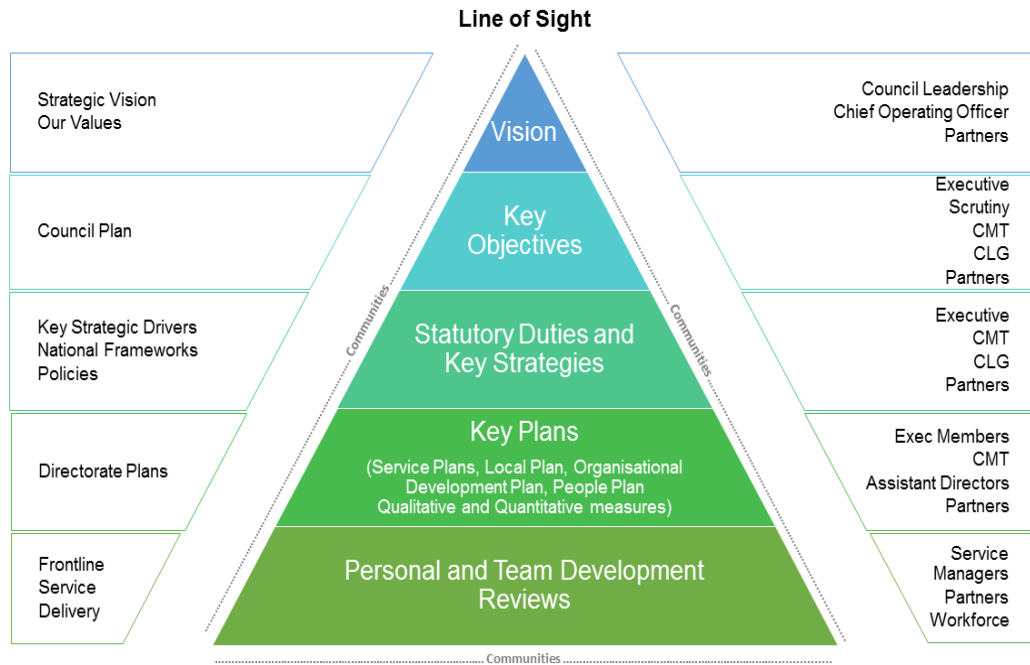 Line of Sight
Strategic Vision
Our Values
Vision
Council Leadership
Chief Operating Officer
Partners
Council Plan
Key
Objectives
Executive
Scrutiny
CMT
CLG
Partners
Key Strategic Drivers
National Frameworks
Policies
Communities
Statutory Duties and
Key Strategies
Communities
Executive
CMT
CLG
Partners
Directorate Plans
Key Plans
(Service Plans, Local Plan, Organisational
Development Plan, People Plan
Qualitative and Quantitative measures)
Exec Members
CMT
Assistant Directors
Partners
Frontline
Service
Delivery
Personal and Team Development
Reviews
Service
Managers
Partners
Workforce
Communities